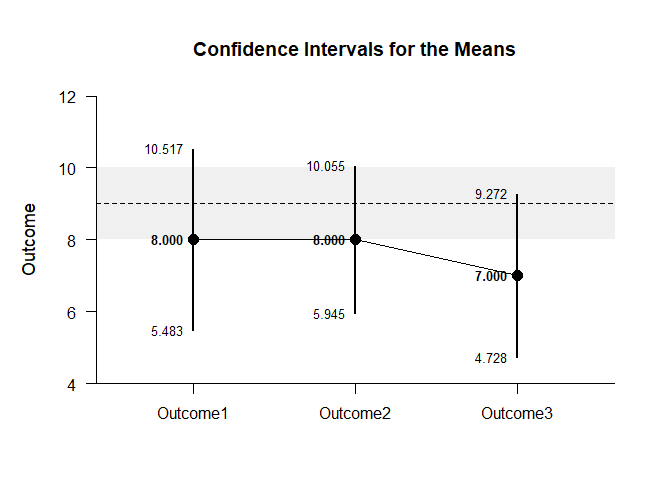 Confidence Intervals for the Means
12
10
8
6
4
Outcome
10.517
8.000
5.483
10.055
8.000
5.945
9.272
7.000
4.728
Outcome1
Outcome2
Outcome3